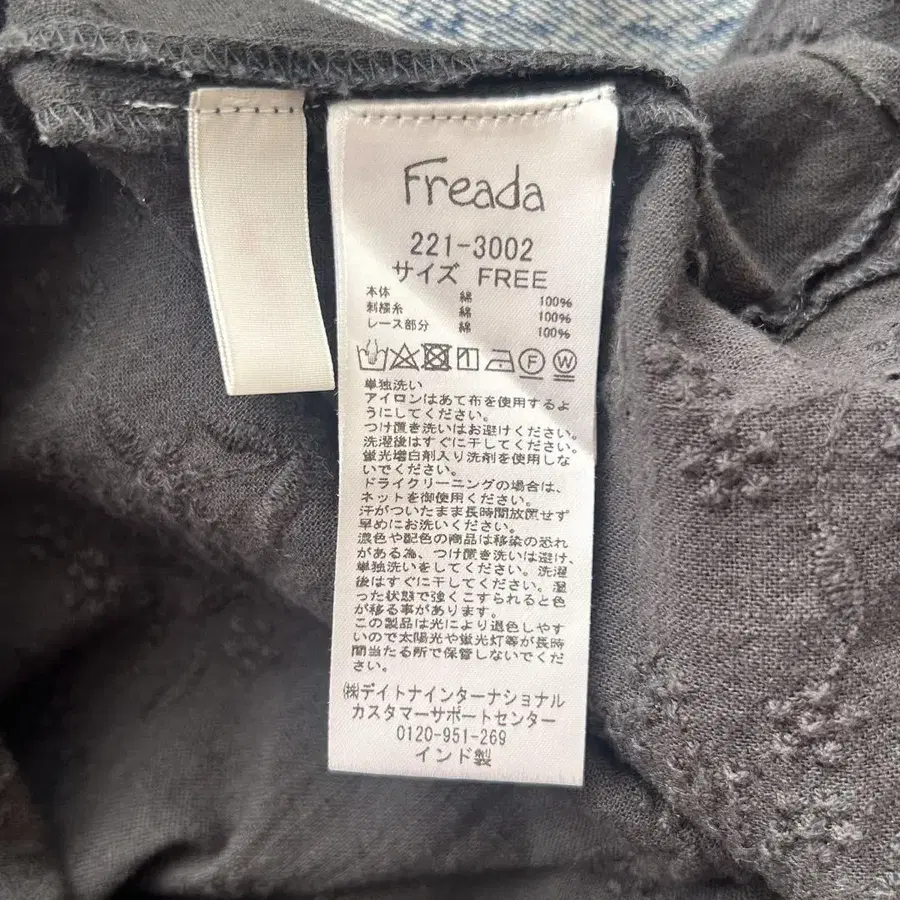 Freada
221-3002
サイズ FREE
本体 綿 100%
刺繍糸 綿 100%
レース部分 綿 100%
F W
単独洗い
アイロンはあて布を使用するよ
うにしてください。
つけ置き洗いはお避けください。
洗濯後はすぐに干してください。
蛍光増白剤入り洗剤を使用しな
いでください。
ドライクリーニングの場合は、
ネットを御使用ください。
汗がついたまま長時間放置せず
早めにお洗いください。
濃色や配色の商品は移染の恐れ
がある為、つけ置き洗いは避け、
単独洗いをしてください。洗濯
後はすぐに干してください。湿
った状態で強くこすられると色
が移る事があります。
この製品は光により退色しやす
いので太陽光や蛍光灯等が長時
間当たる所で保管しないでくだ
さい。
㈱デイトナインターナショナル
カスタマーサポートセンター
0120-951-269
インド製